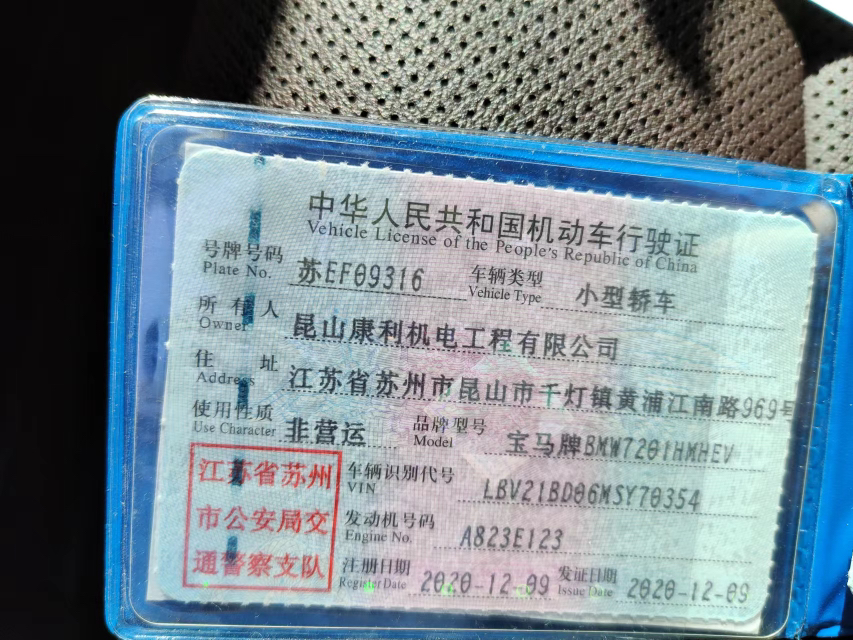 中华人民共和国机动车行驶证
Vehicle License of the People's Republic of China
号牌号码 苏EF09316 车辆类型 小型轿车
Plate No. Vehicle Type
所有人 昆山康利机电工程有限公司
Owner
住址 江苏省苏州市昆山市千灯镇黄浦江南路969号
Address
使用性质 非营运 品牌型号 宝马牌BMW7201HMHEV
Use Character Model
江苏省苏州
市公安局交
通警察支队
车辆识别代号 LBV21BD06MSY70354
VIN
发动机号码 A823E123
Engine No.
注册日期 2020-12-09 发证日期 2020-12-09
Register Date Issue Date